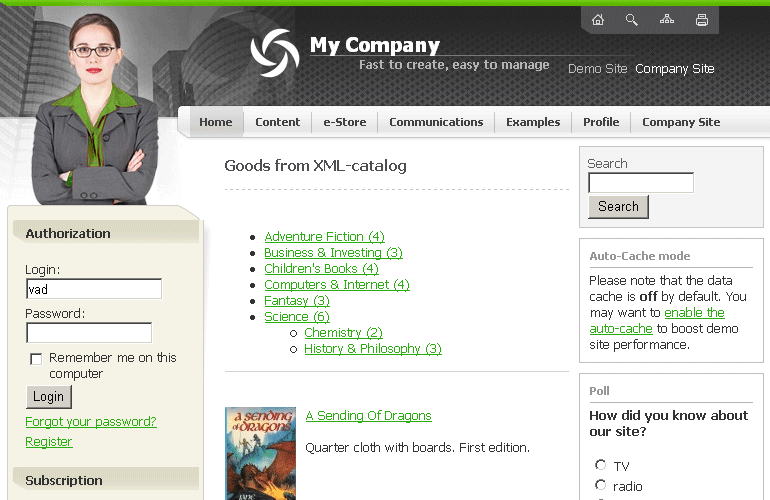 My Company
Fast to create, easy to manage
Demo Site Company Site
Home Content e-Store Communications Examples Profile Company Site
Authorization
Login:
vad
Password:
Remember me on this
computer
Login
Forgot your password?
Register
Subscription
Goods from XML-catalog
Adventure Fiction (4)
Business & Investing (3)
Children's Books (4)
Computers & Internet (4)
Fantasy (3)
Science (6)
Chemistry (2)
History & Philosophy (3)
A SENDING
OF
DRAGONS
JANE
A Sending Of Dragons
Quarter cloth with boards. First edition.
Search
Search
Auto-Cache mode
Please note that the data
cache is off by default. You
may want to enable the
auto-cache to boost demo
site performance.
Poll
How did you know about
our site?
TV
radio